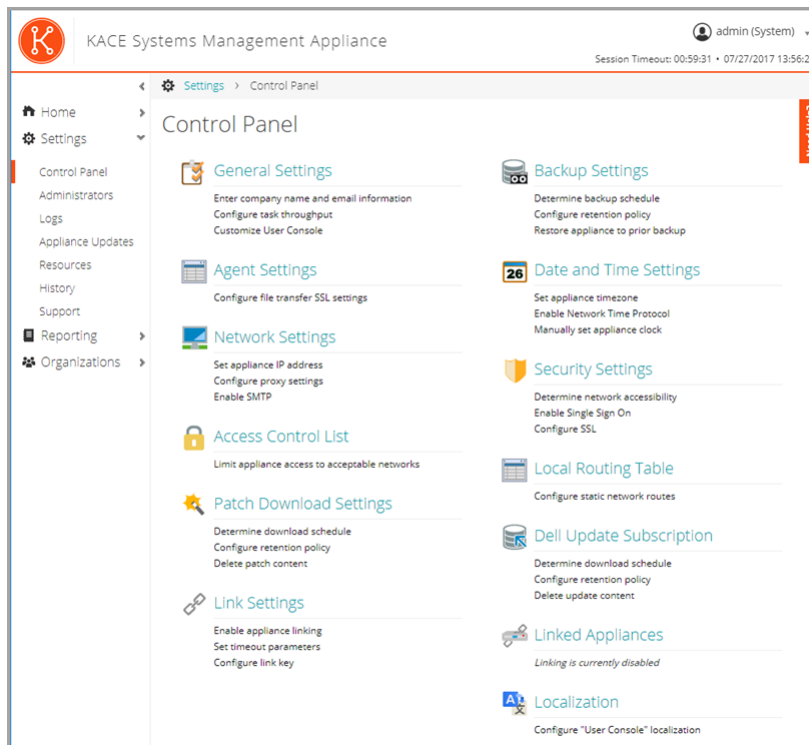 KACE Systems Management Appliance
admin (System)
Session Timeout: 00:59:31 • 07/27/2017 13:56:2
Settings › Control Panel
Home
Settings
Control Panel
Administrators
Logs
Appliance Updates
Resources
History
Support
Reporting
Organizations
Control Panel
General Settings
Enter company name and email information
Configure task throughput
Customize User Console
Agent Settings
Configure file transfer SSL settings
Network Settings
Set appliance IP address
Configure proxy settings
Enable SMTP
Access Control List
Limit appliance access to acceptable networks
Patch Download Settings
Determine download schedule
Configure retention policy
Delete patch content
Link Settings
Enable appliance linking
Set timeout parameters
Configure link key
Backup Settings
Determine backup schedule
Configure retention policy
Restore appliance to prior backup
26
Date and Time Settings
Set appliance timezone
Enable Network Time Protocol
Manually set appliance clock
Security Settings
Determine network accessibility
Enable Single Sign On
Configure SSL
Local Routing Table
Configure static network routes
Dell Update Subscription
Determine download schedule
Configure retention policy
Delete update content
Linked Appliances
Linking is currently disabled
Localization
Configure "User Console" localization